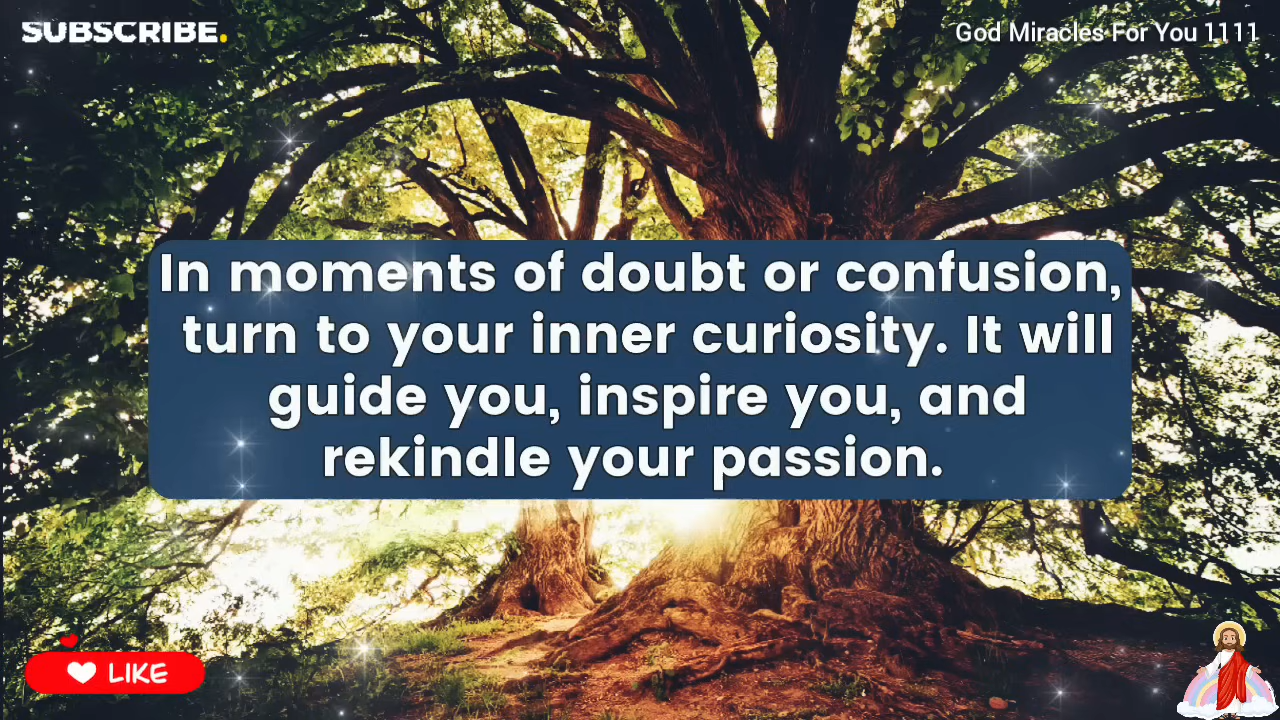 SUBSCRIBE.
God Miracles For You 1111
In moments of doubt or confusion,
turn to your inner curiosity. It will
guide you, inspire you, and
rekindle your passion.
LIKE